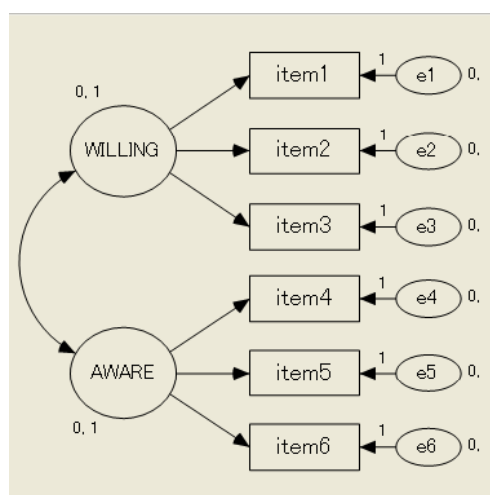 1
item1
e1
0,
0, 1
WILLING
1
item2
e2
0,
1
item3
e3
0,
1
item4
e4
0,
AWARE
1
item5
e5
0,
0, 1
1
item6
e6
0,